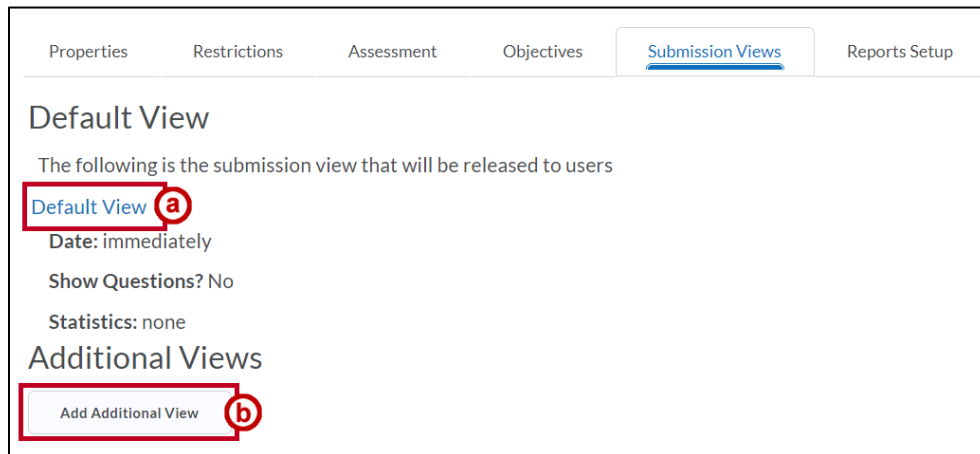 Properties Restrictions Assessment Objectives Submission Views Reports Setup
Default View
The following is the submission view that will be released to users
Default View a
Date: immediately
Show Questions? No
Statistics: none
Additional Views
Add Additional View b